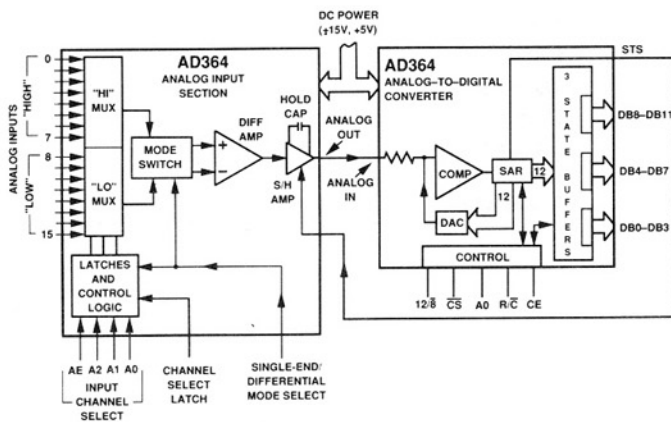 DC POWER
(±15V, +5V)
AD364
ANALOG INPUT
SECTION
AD364
ANALOG–TO–DIGITAL
CONVERTER
STS
ANALOG INPUTS
"HIGH"
"LOW"
0
7
8
15
"HI"
MUX
"LO"
MUX
MODE
SWITCH
DIFF
AMP
+
–
HOLD
CAP
S/H
AMP
ANALOG
OUT
ANALOG
IN
COMP
SAR
12
12
DAC
CONTROL
3
STATE
BUFFERS
DB8–DB11
DB4–DB7
DB0–DB3
LATCHES
AND
CONTROL
LOGIC
12/8̅
C̅S̅
A0
R/C̅
CE
AE A2 A1 A0
INPUT
CHANNEL
SELECT
CHANNEL
SELECT
LATCH
SINGLE-END/
DIFFERENTIAL
MODE SELECT